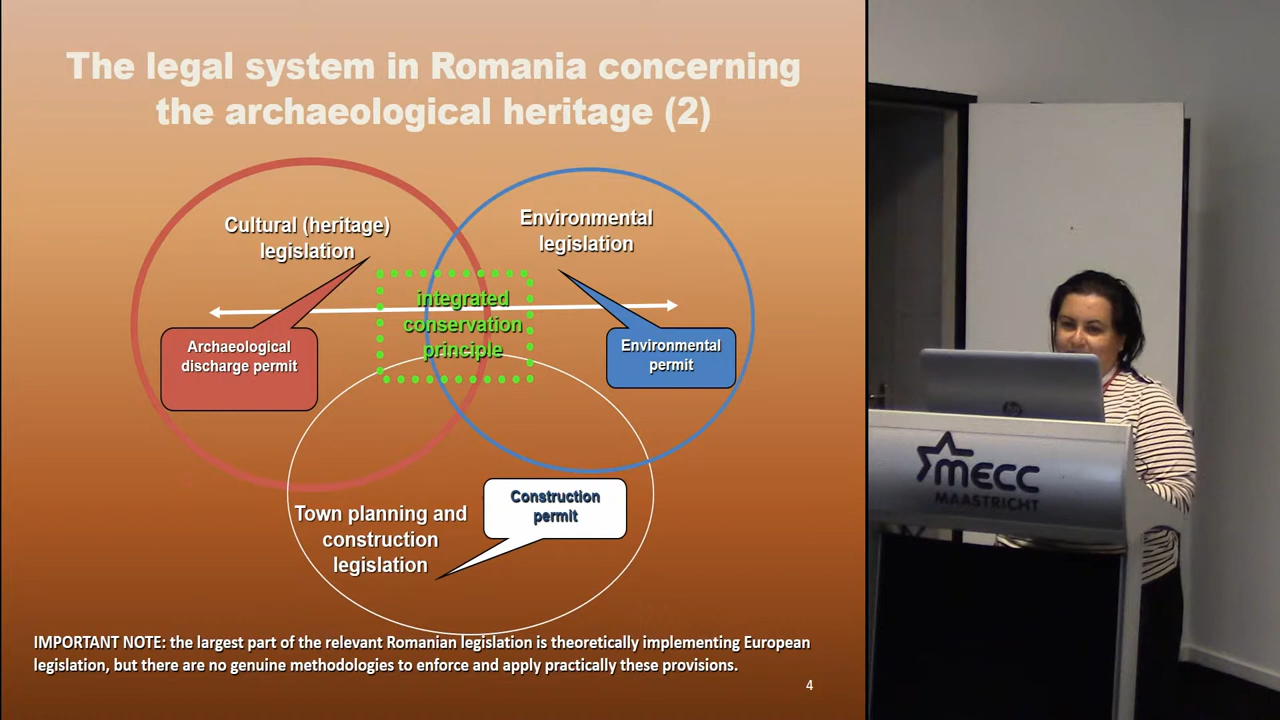 The legal system in Romania concerning
the archaeological heritage (2)
Cultural (heritage)
legislation
Environmental
legislation
integrated
conservation
principle
Archaeological
discharge permit
Environmental
permit
Town planning and
construction
legislation
Construction
permit
IMPORTANT NOTE: the largest part of the relevant Romanian legislation is theoretically implementing European
legislation, but there are no genuine methodologies to enforce and apply practically these provisions.
4
hp
MECC
MAASTRICHT